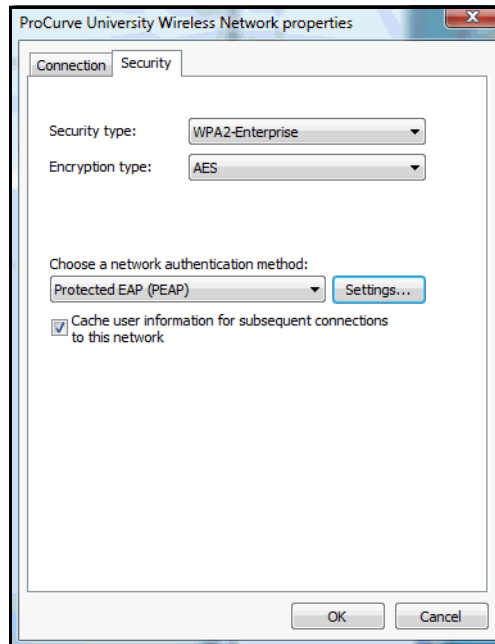 ProCurve University Wireless Network properties
Connection Security
Security type: WPA2-Enterprise
Encryption type: AES
Choose a network authentication method:
Protected EAP (PEAP) Settings...
Cache user information for subsequent connections
to this network
OK Cancel